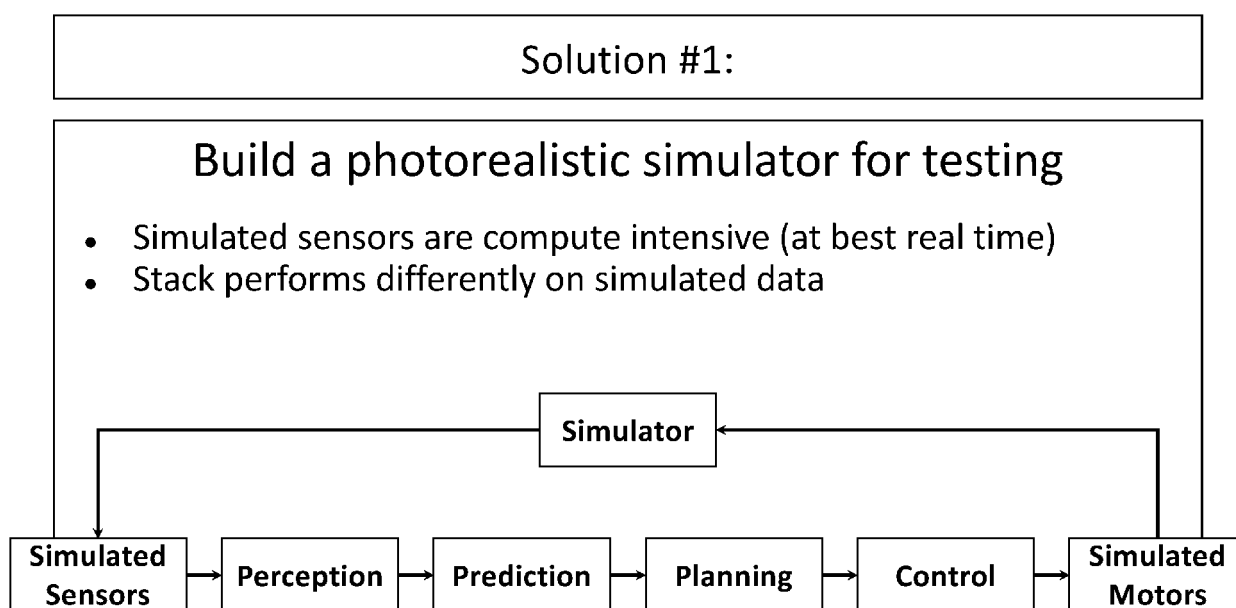 Solution #1:
Build a photorealistic simulator for testing
• Simulated sensors are compute intensive (at best real time)
• Stack performs differently on simulated data
Simulator
Simulated
Sensors
Perception
Prediction
Planning
Control
Simulated
Motors